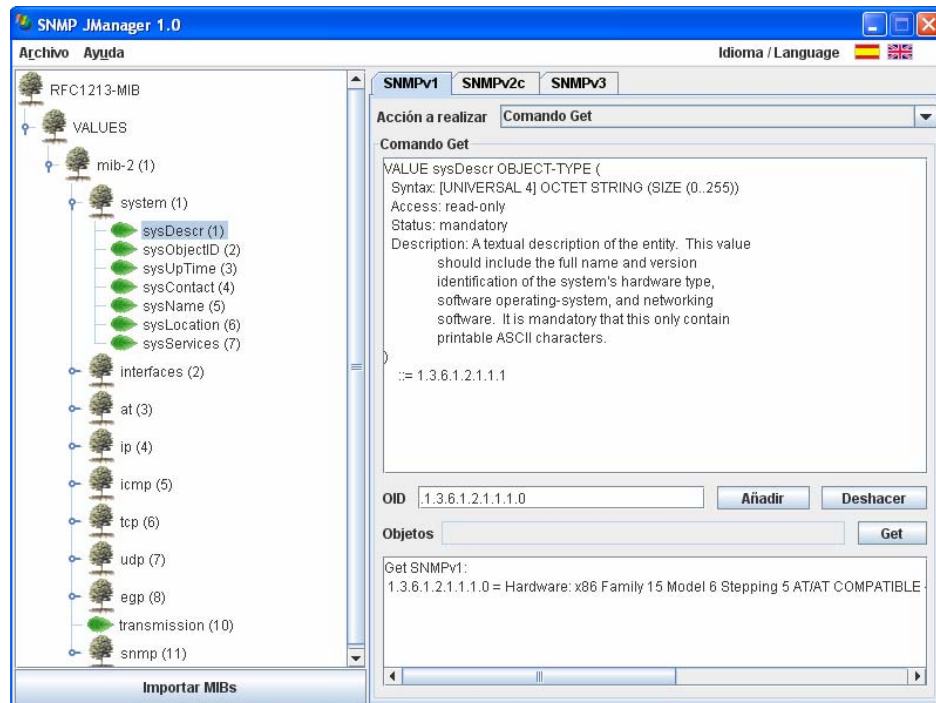 SNMP JManager 1.0
Archivo Ayuda
Idioma / Language
RFC1213-MIB
VALUES
mib-2 (1)
system (1)
sysDescr (1)
sysObjectID (2)
sysUpTime (3)
sysContact (4)
sysName (5)
sysLocation (6)
sysServices (7)
interfaces (2)
at (3)
ip (4)
icmp (5)
tcp (6)
udp (7)
egp (8)
transmission (10)
snmp (11)
Importar MIBs
SNMPv1 SNMPv2c SNMPv3
Acción a realizar Comando Get
Comando Get
VALUE sysDescr OBJECT-TYPE (
Syntax: [UNIVERSAL 4] OCTET STRING (SIZE (0..255))
Access: read-only
Status: mandatory
Description: A textual description of the entity. This value
should include the full name and version
identification of the system's hardware type,
software operating-system, and networking
software. It is mandatory that this only contain
printable ASCII characters.
)
::= 1.3.6.1.2.1.1.1
OID .1.3.6.1.2.1.1.1.0 Añadir Deshacer
Objetos Get
Get SNMPv1:
1.3.6.1.2.1.1.1.0 = Hardware: x86 Family 15 Model 6 Stepping 5 AT/AT COMPATIBLE -